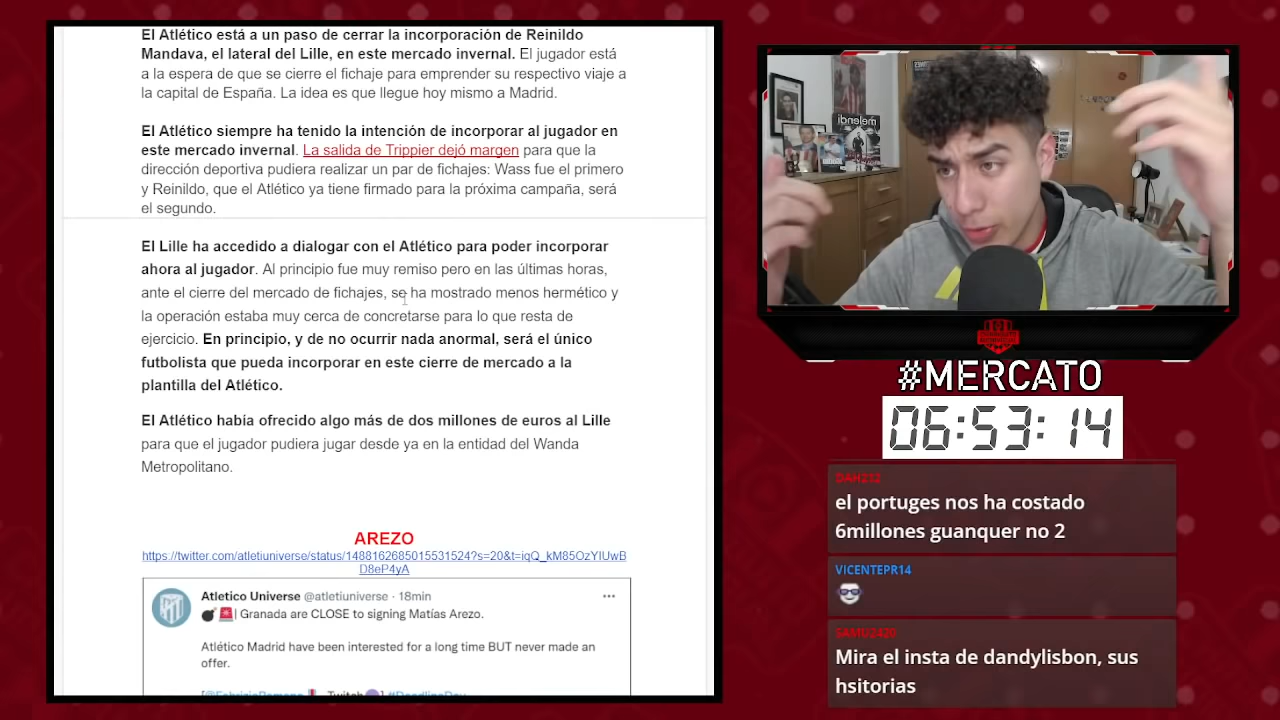 El Atlético está a un paso de cerrar la incorporación de Reinildo
Mandava, el lateral del Lille, en este mercado invernal. El jugador está
a la espera de que se cierre el fichaje para emprender su respectivo viaje a
la capital de España. La idea es que llegue hoy mismo a Madrid.
El Atlético siempre ha tenido la intención de incorporar al jugador en
este mercado invernal. La salida de Trippier dejó margen para que la
dirección deportiva pudiera realizar un par de fichajes: Wass fue el primero
y Reinildo, que el Atlético ya tiene firmado para la próxima campaña, será
el segundo.
El Lille ha accedido a dialogar con el Atlético para poder incorporar
ahora al jugador. Al principio fue muy remiso pero en las últimas horas,
ante el cierre del mercado de fichajes, se ha mostrado menos hermético y
la operación estaba muy cerca de concretarse para lo que resta de
ejercicio. En principio, y de no ocurrir nada anormal, será el único
futbolista que pueda incorporar en este cierre de mercado a la
plantilla del Atlético.
El Atlético había ofrecido algo más de dos millones de euros al Lille
para que el jugador pudiera jugar desde ya en la entidad del Wanda
Metropolitano.
AREZO
https://twitter.com/atletiuniverse/status/1488162685015531524?s=20&t=iqQ_kM85OzYIUwB
D8eP4yA
Atletico Universe @atletiuniverse · 18min
| Granada are CLOSE to signing Matías Arezo.
Atlético Madrid have been interested for a long time BUT never made an
offer.
[@FabrizioRomano Twitch] #DeadlineDay
melendi
#MERCATO
06:53:14
DAH232
el portuges nos ha costado
6millones guanquer no 2
VICENTEPR14
SAMU2420
Mira el insta de dandylisbon, sus
hsitorias